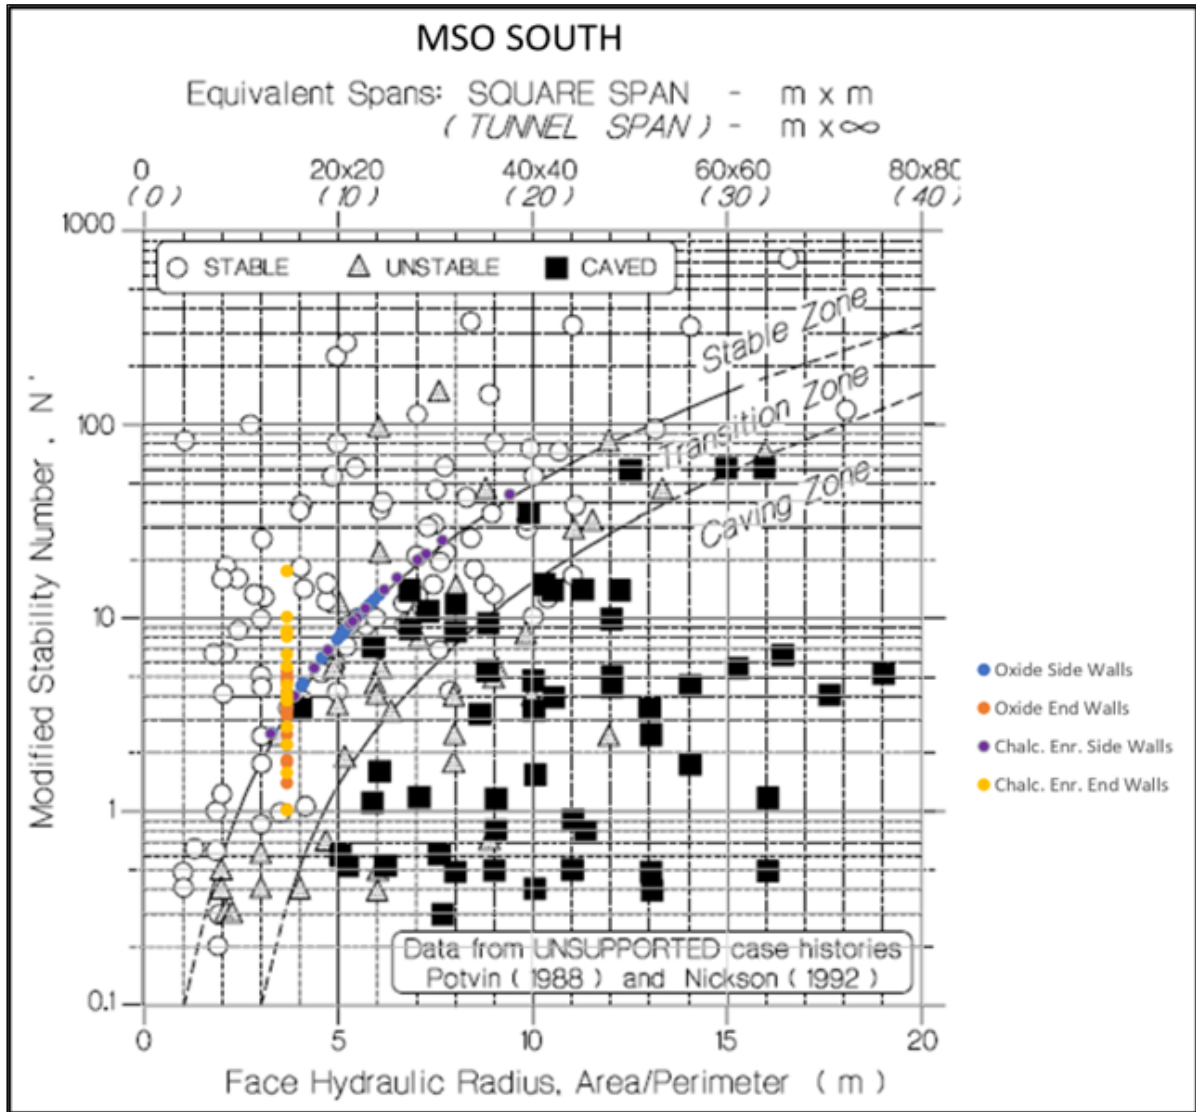 MSO SOUTH
Equivalent Spans: SQUARE SPAN - m x m
( TUNNEL SPAN ) - m x ∞
0 20x20 40x40 60x60 80x80
( 0 ) ( 10 ) ( 20 ) ( 30 ) ( 40 )
1000
STABLE UNSTABLE CAVED
Stable Zone
Transition Zone
Caving Zone
100
10
1
0.1
Modified Stability Number , N'
Oxide Side Walls
Oxide End Walls
Chalc. Enr. Side Walls
Chalc. Enr. End Walls
Data from UNSUPPORTED case histories
Potvin ( 1988 ) and Nickson ( 1992 )
0 5 10 15 20
Face Hydraulic Radius, Area/Perimeter ( m )